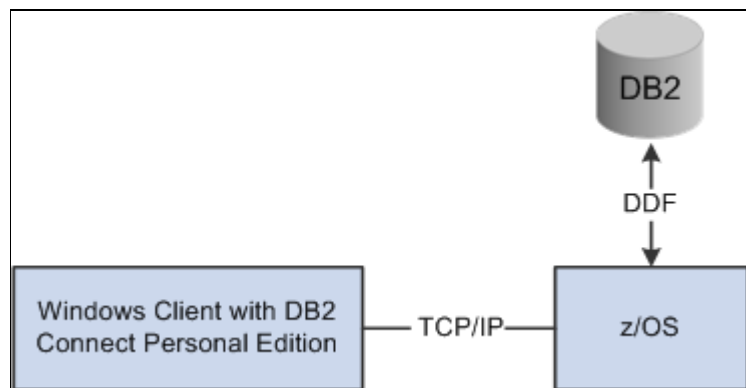 DB2
DDF
Windows Client with DB2
Connect Personal Edition
TCP/IP
z/OS